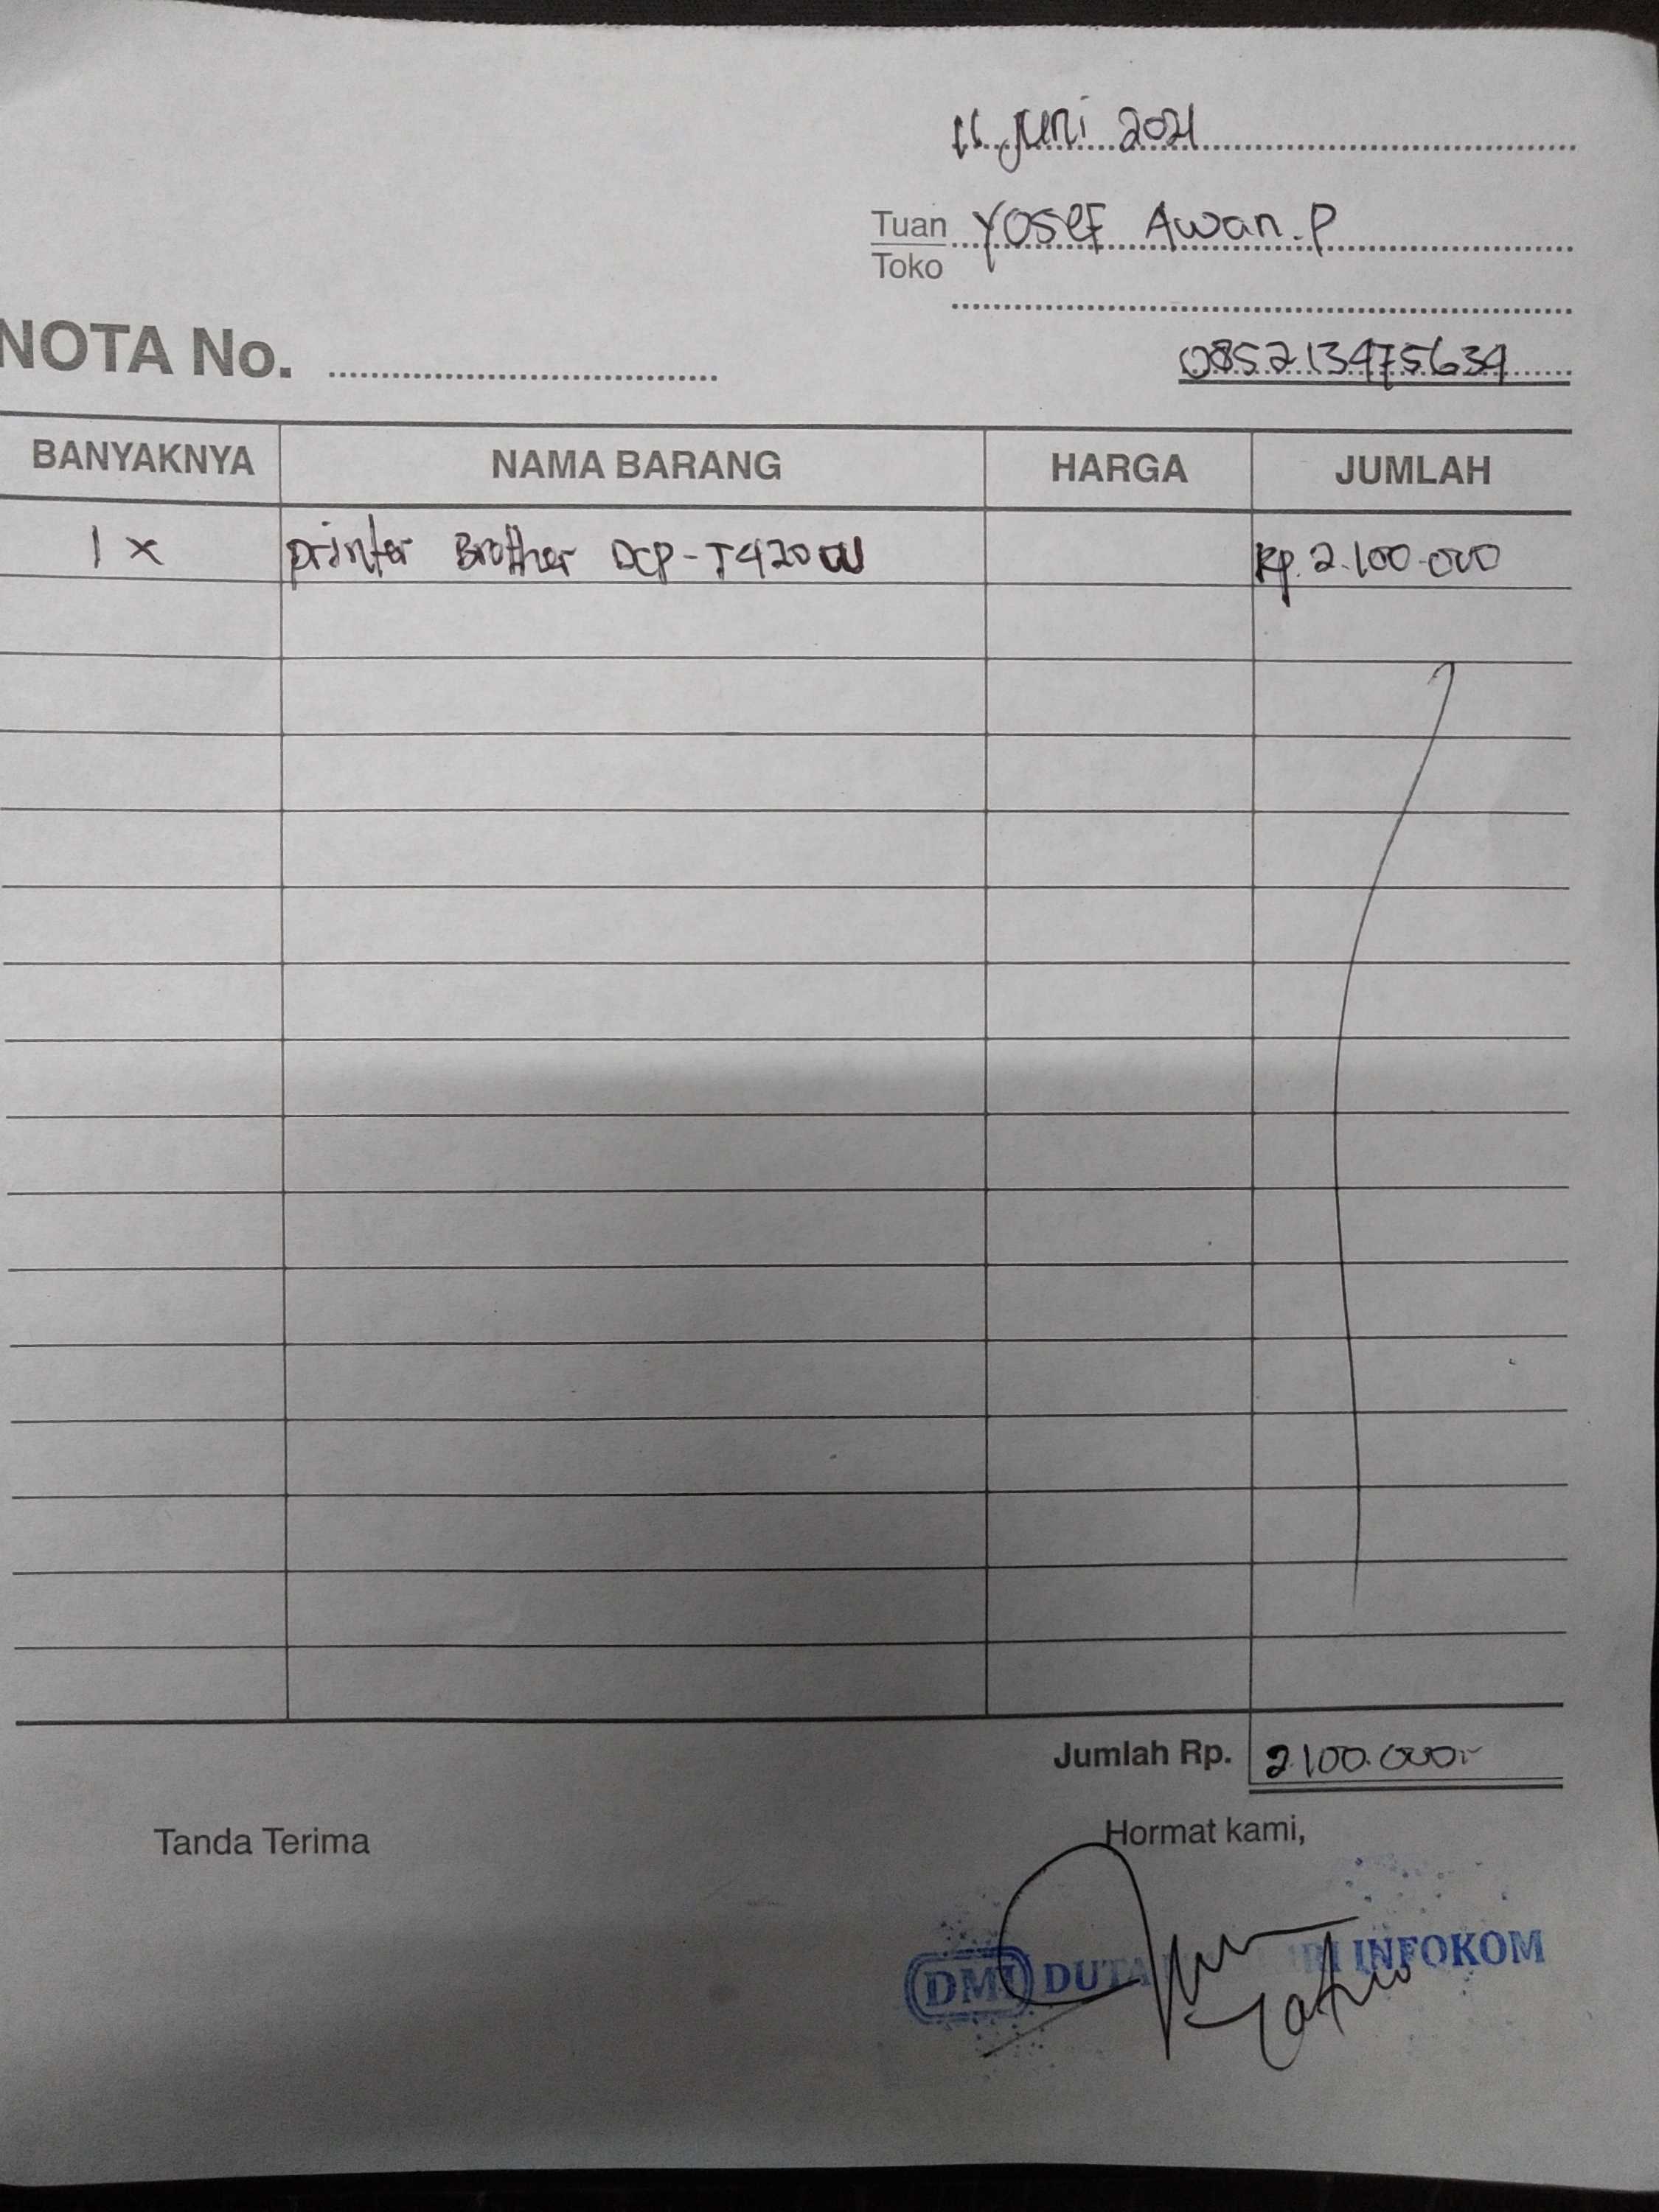 11 Juni 2021
Tuan Yosef Awan.P
Toko
NOTA No.
085213475634
BANYAKNYA NAMA BARANG HARGA JUMLAH
1 x printer Brother DCP-T420W Rp. 2.100.000
Jumlah Rp. 2.100.000,-
Tanda Terima Hormat kami,
DMI DUTA INFOKOM